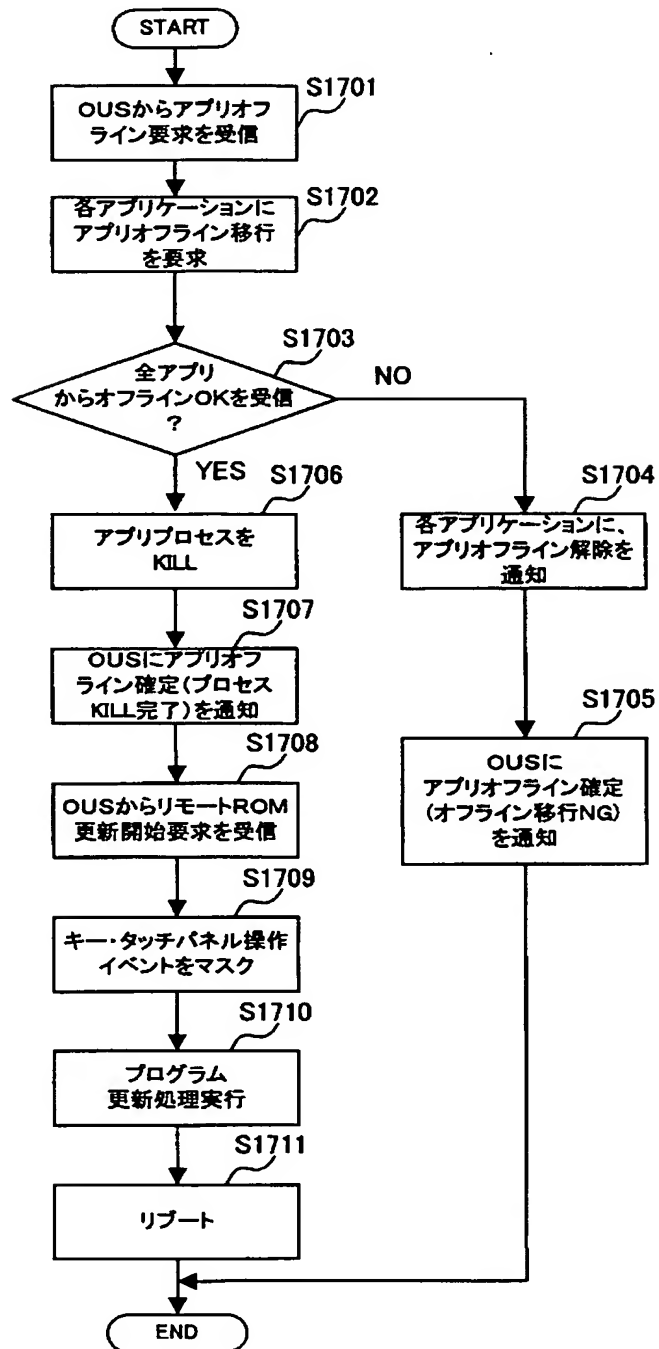 START
S1701
OUSからアプリオフ
ライン要求を受信
S1702
各アプリケーションに
アプリオフライン移行
を要求
S1703
全アプリ
からオフラインOKを受信
?
NO
YES
S1706
アプリプロセスを
KILL
S1704
各アプリケーションに、
アプリオフライン解除を
通知
S1707
OUSにアプリオフ
ライン確定(プロセス
KILL完了)を通知
S1705
OUSに
アプリオフライン確定
(オフライン移行NG)
を通知
S1708
OUSからリモートROM
更新開始要求を受信
S1709
キー・タッチパネル操作
イベントをマスク
S1710
プログラム
更新処理実行
S1711
リブート
END